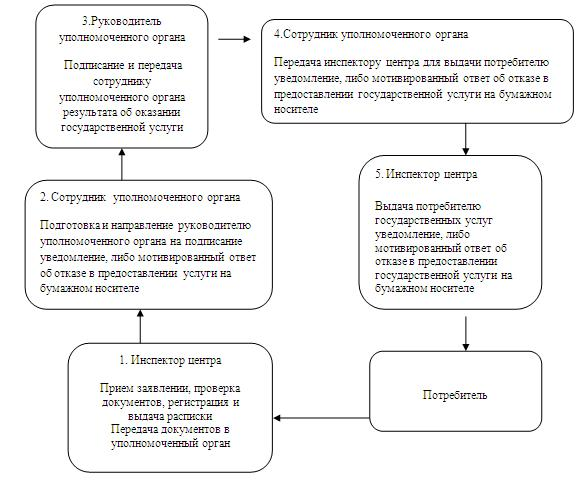 3.Руководитель
уполномоченного органа
Подписание и передача
сотруднику
уполномоченного органа
результата об оказании
государственной услуги
4.Сотрудник уполномоченного органа
Передача инспектору центра для выдачи потребителю
уведомление, либо мотивированный ответ об отказе в
предоставлении государственной услуги на бумажном
носителе
2. Сотрудник уполномоченного органа
Подготовка и направление руководителю
уполномоченного органа на подписание
уведомление, либо мотивированный ответ
об отказе в предоставлении услуги на
бумажном носителе
5. Инспектор центра
Выдача потребителю
государственных услуг
уведомление, либо
мотивированный ответ об
отказе в предоставлении
государственной услуги на
бумажном носителе
1. Инспектор центра
Прием заявлении, проверка
документов, регистрация и
выдача расписки
Передача документов в
уполномоченный орган
Потребитель